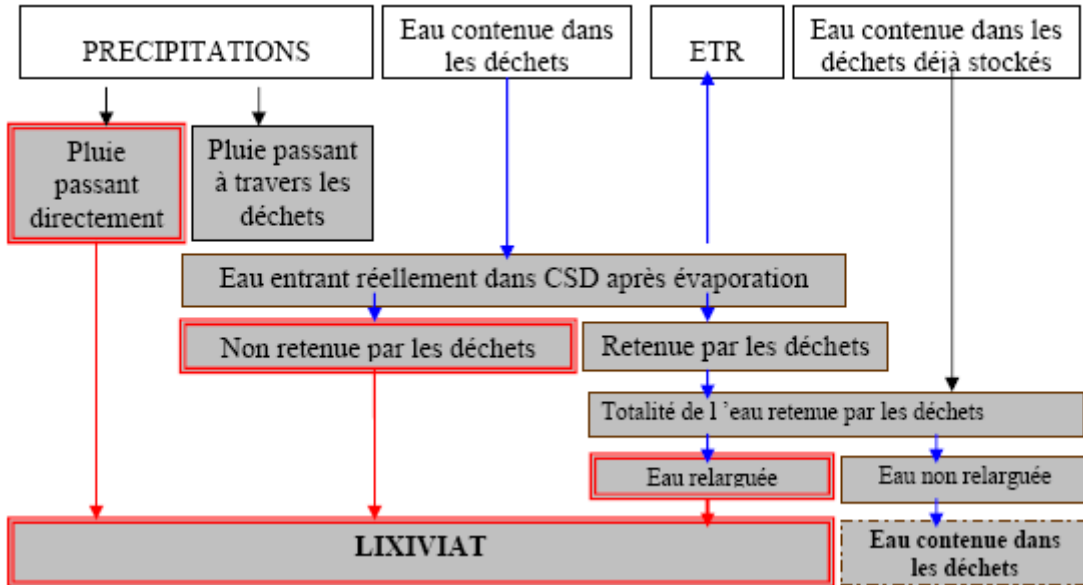 PRECIPITATIONS
Eau contenue dans
les déchets
ETR
Eau contenue dans les
déchets déjà stockés
Pluie
passant
directement
Pluie passant
à travers les
déchets
Eau entrant réellement dans CSD après évaporation
Non retenue par les déchets
Retenue par les déchets
Totalité de l ’eau retenue par les déchets
Eau relarguée
Eau non relarguée
LIXIVIAT
Eau contenue dans
les déchets